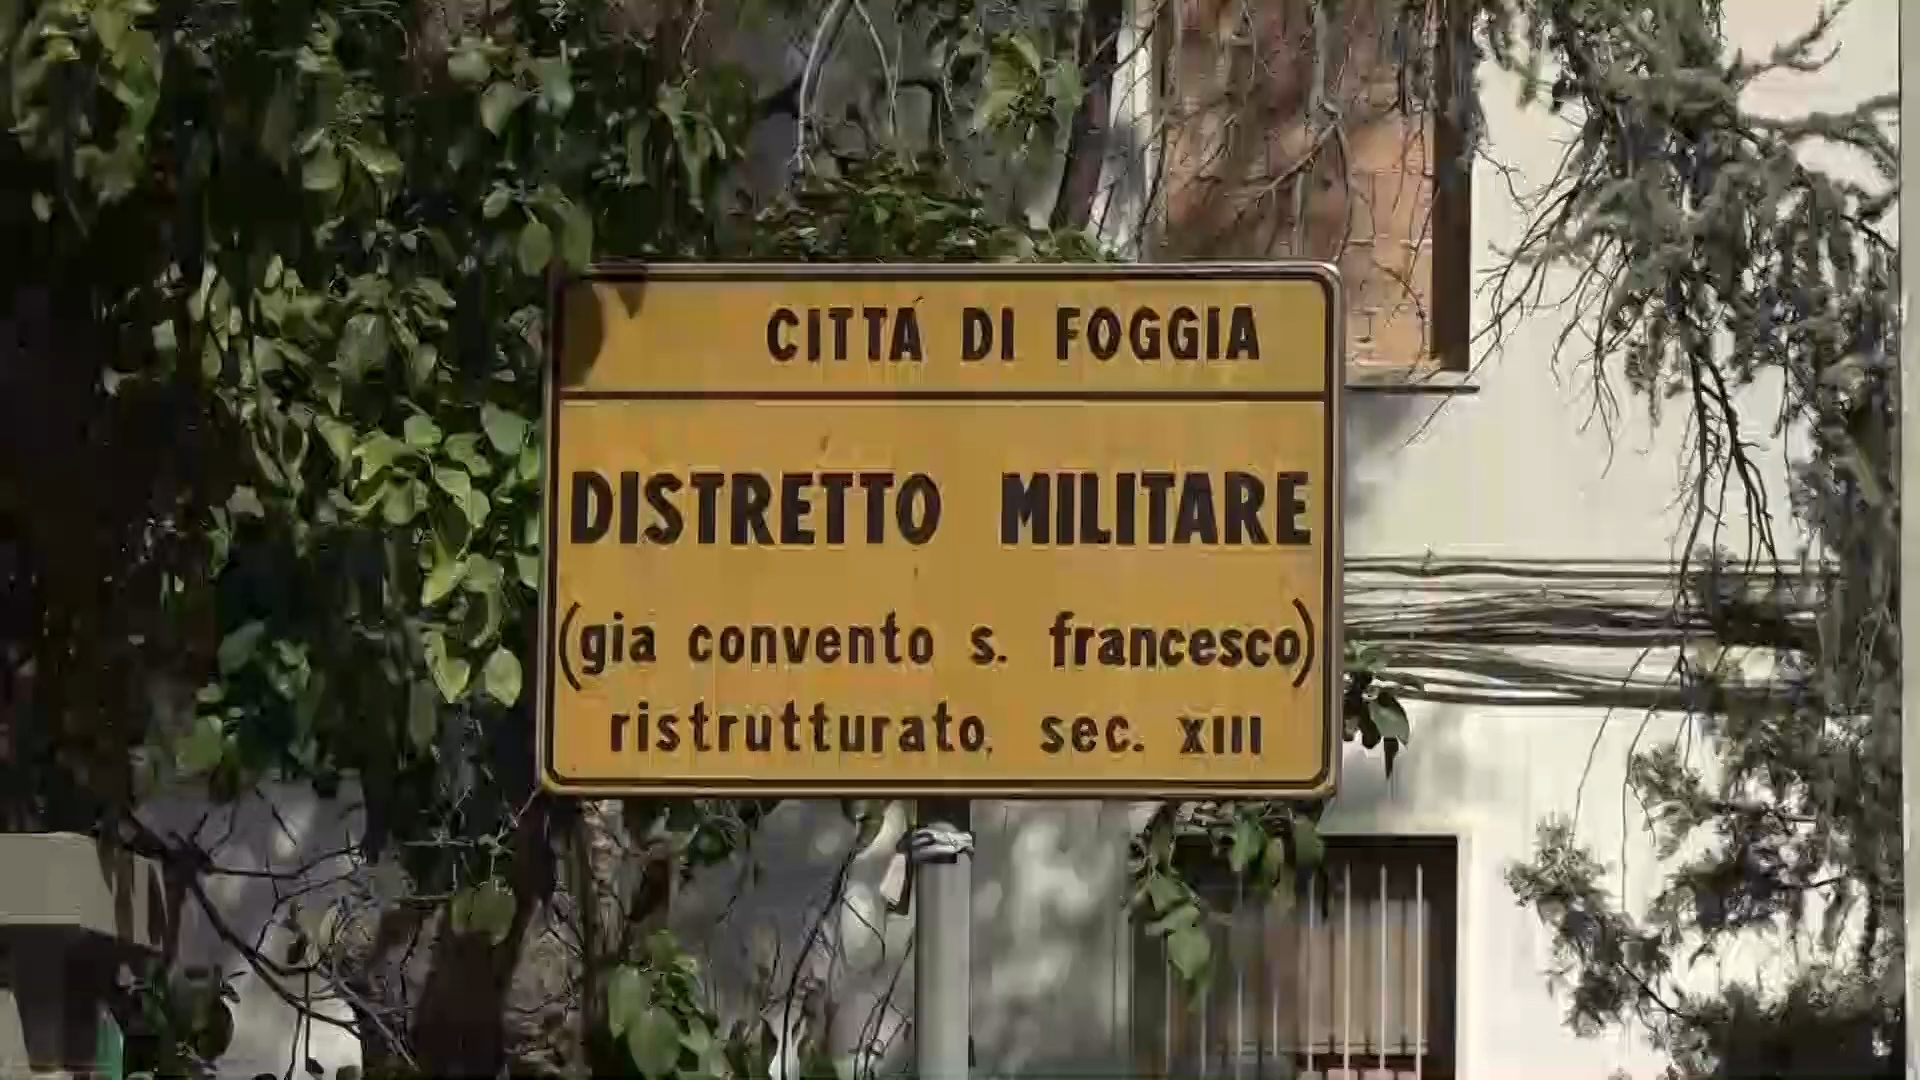 CITTÁ DI FOGGIA
DISTRETTO MILITARE
(gia convento s. francesco)
ristrutturato, sec. XIII